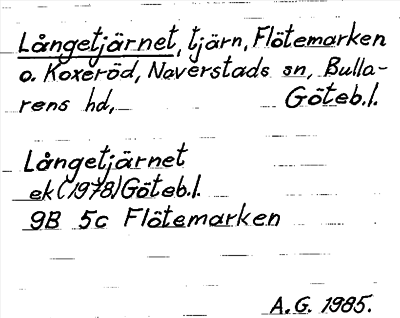 Långetjärnet, tjärn, Flötemarken
o. Koxeröd, Naverstads sn, Bulla-
rens hd, Göteb.l.
Långetjärnet
ek (1978) Göteb.l.
9B 5c Flötemarken
A.G. 1985.